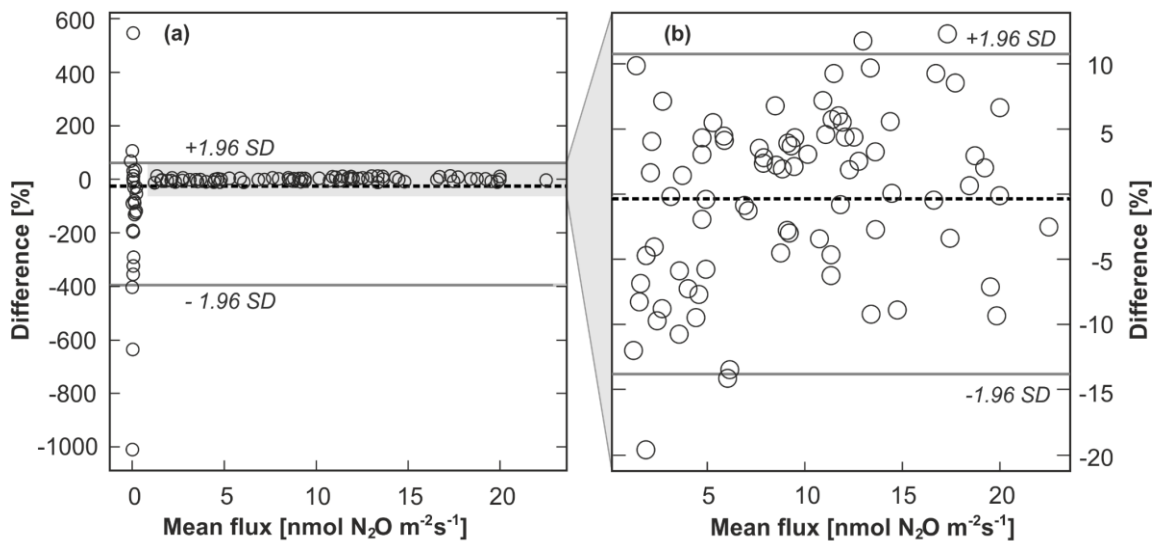 (a)
600
400
200
0
-200
-400
-600
-800
-1000
Difference [%]
+1.96 SD
- 1.96 SD
0 5 10 15 20
Mean flux [nmol N₂O m⁻²s⁻¹]
(b)
+1.96 SD
-1.96 SD
10
5
0
-5
-10
-15
-20
Difference [%]
5 10 15 20
Mean flux [nmol N₂O m⁻²s⁻¹]